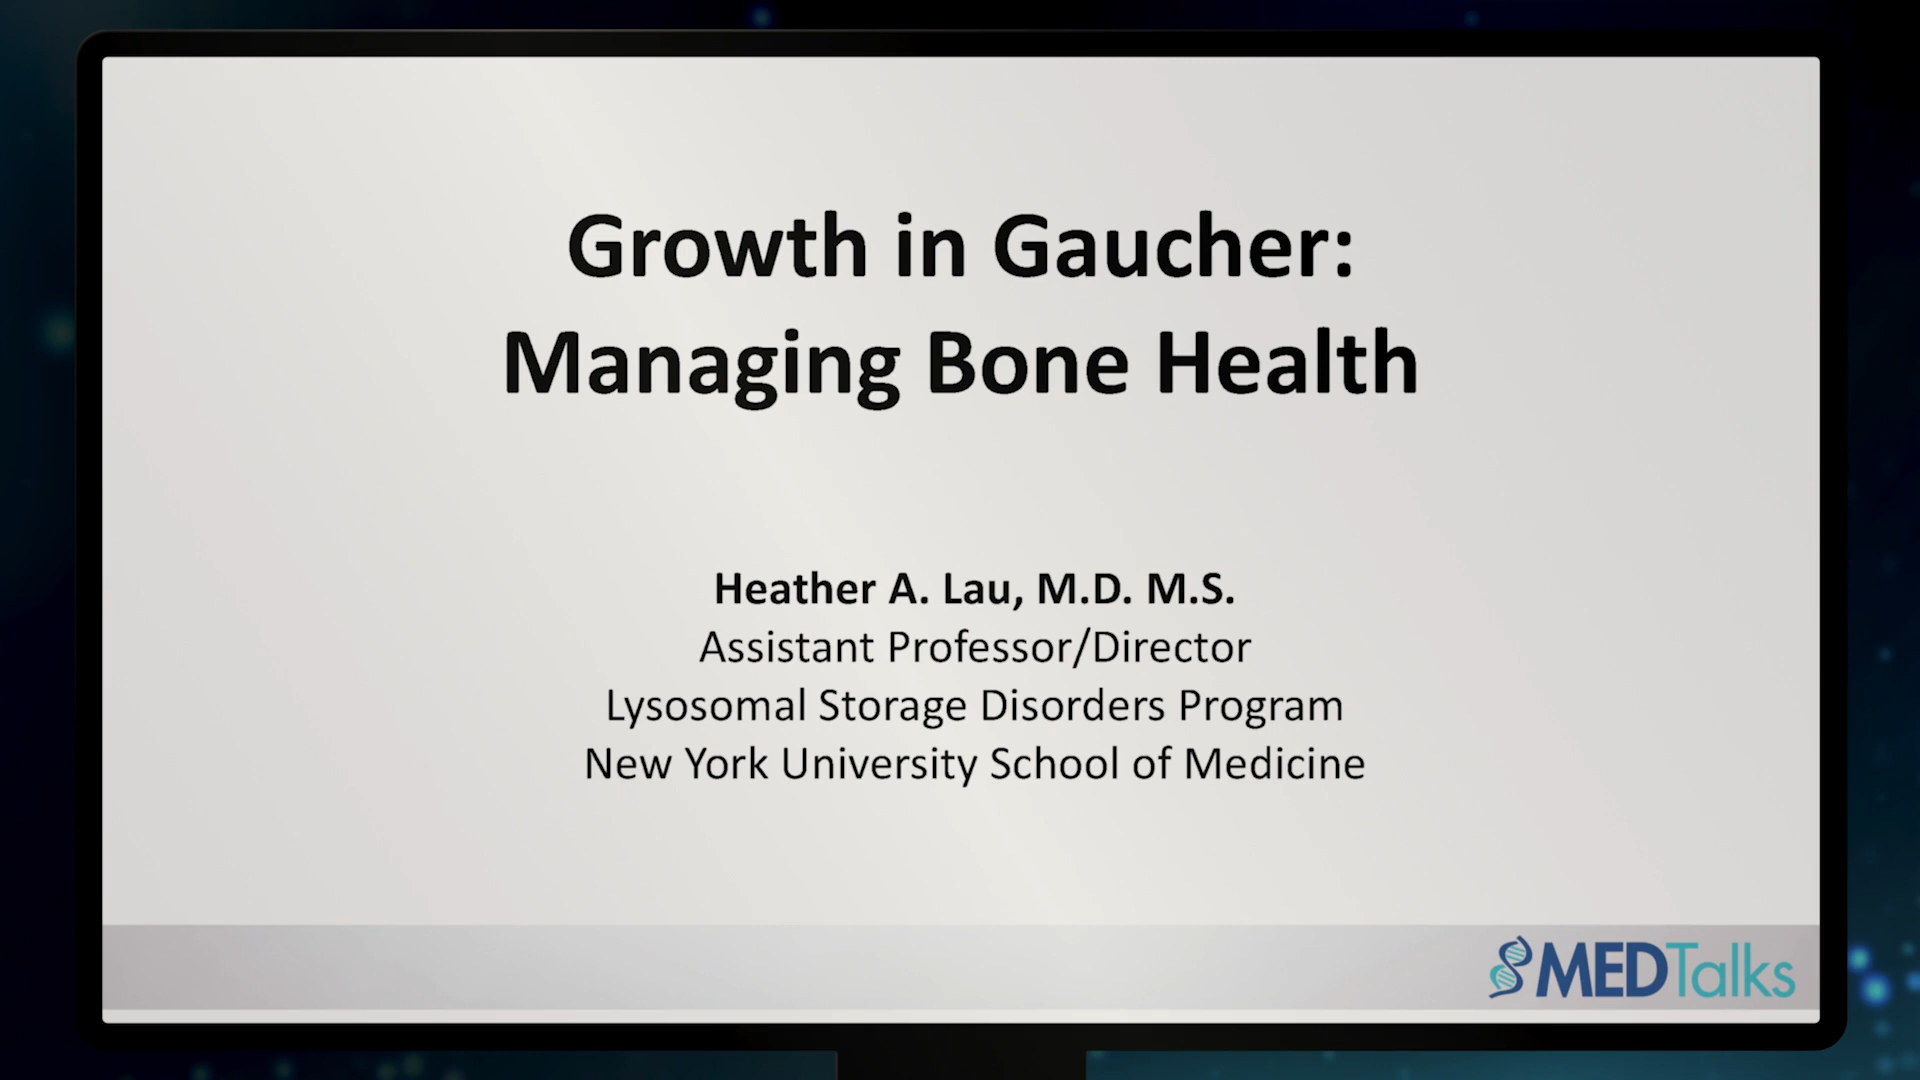 Growth in Gaucher:
Managing Bone Health
Heather A. Lau, M.D. M.S.
Assistant Professor/Director
Lysosomal Storage Disorders Program
New York University School of Medicine
MEDTalks